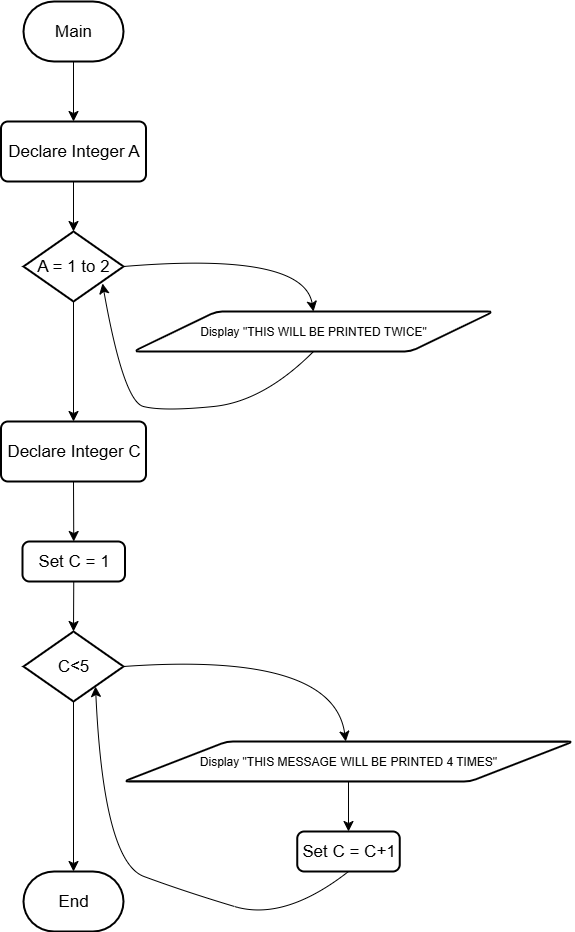 Main
Declare Integer A
A = 1 to 2
Display "THIS WILL BE PRINTED TWICE"
Declare Integer C
Set C = 1
C<5
Display "THIS MESSAGE WILL BE PRINTED 4 TIMES"
Set C = C+1
End